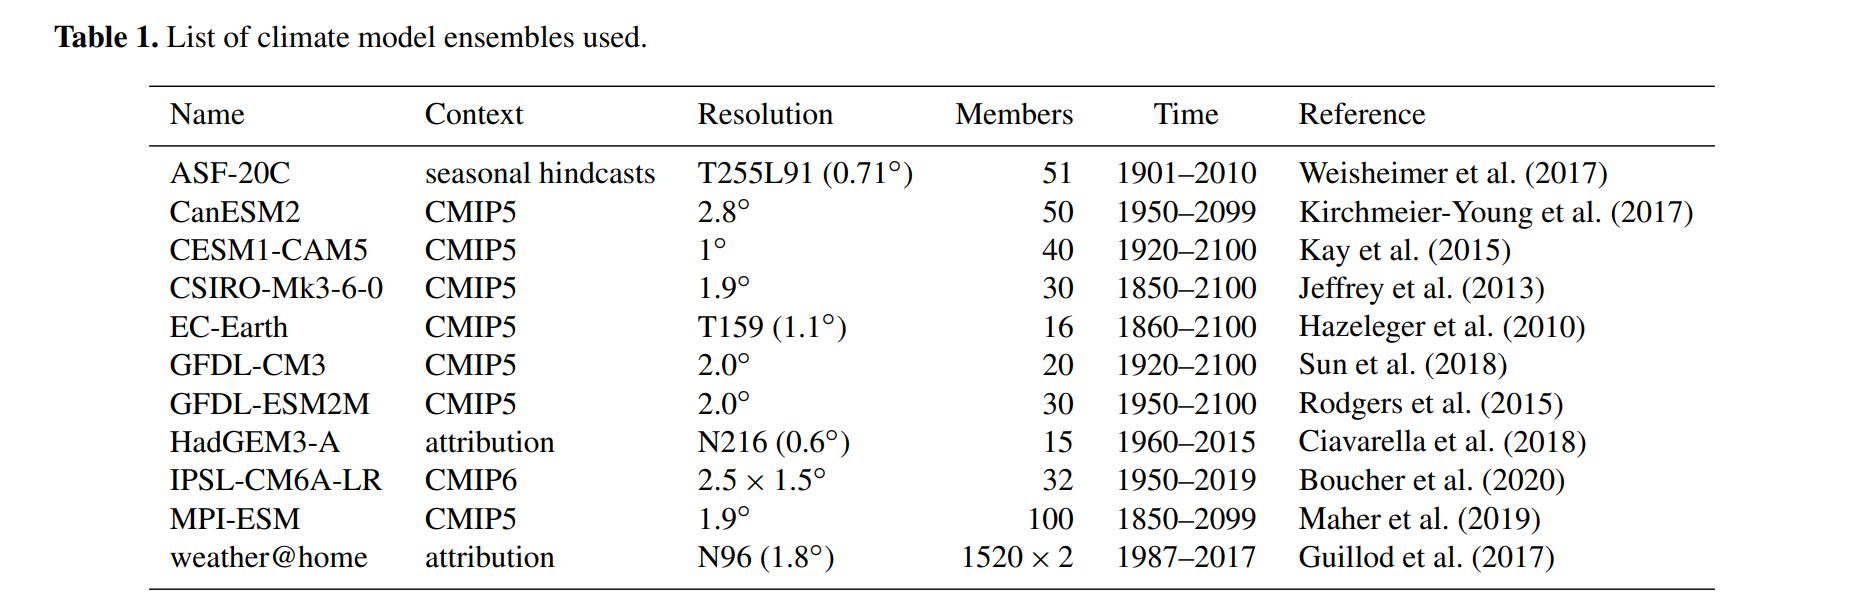 Table 1. List of climate model ensembles used.
Name Context Resolution Members Time Reference
ASF-20C seasonal hindcasts T255L91 (0.71°) 51 1901–2010 Weisheimer et al. (2017)
CanESM2 CMIP5 2.8° 50 1950–2099 Kirchmeier-Young et al. (2017)
CESM1-CAM5 CMIP5 1° 40 1920–2100 Kay et al. (2015)
CSIRO-Mk3-6-0 CMIP5 1.9° 30 1850–2100 Jeffrey et al. (2013)
EC-Earth CMIP5 T159 (1.1°) 16 1860–2100 Hazeleger et al. (2010)
GFDL-CM3 CMIP5 2.0° 20 1920–2100 Sun et al. (2018)
GFDL-ESM2M CMIP5 2.0° 30 1950–2100 Rodgers et al. (2015)
HadGEM3-A attribution N216 (0.6°) 15 1960–2015 Ciavarella et al. (2018)
IPSL-CM6A-LR CMIP6 2.5 × 1.5° 32 1950–2019 Boucher et al. (2020)
MPI-ESM CMIP5 1.9° 100 1850–2099 Maher et al. (2019)
weather@home attribution N96 (1.8°) 1520 × 2 1987–2017 Guillod et al. (2017)